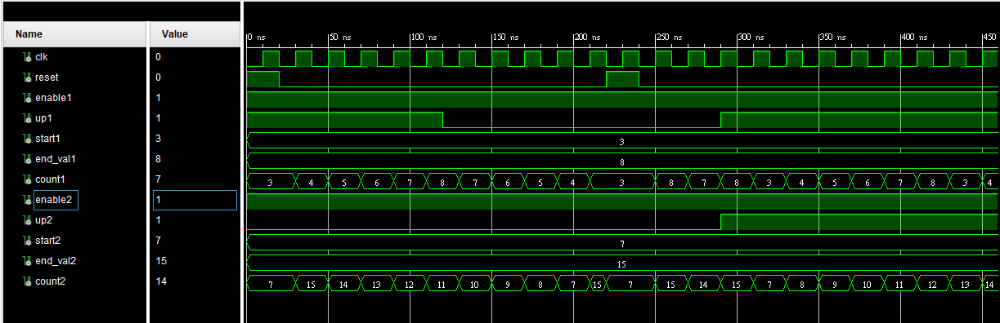 Name Value
0 ns 50 ns 100 ns 150 ns 200 ns 250 ns 300 ns 350 ns 400 ns 450
clk 0
reset 0
enable1 1
up1 1
start1 3 3
end_val1 8 8
count1 7 3 4 5 6 7 8 7 6 5 4 3 8 7 8 3 4 5 6 7 8 3 4
enable2 1
up2 1
start2 7 7
end_val2 15 15
count2 14 7 15 14 13 12 11 10 9 8 7 15 7 15 14 15 7 8 9 10 11 12 13 14